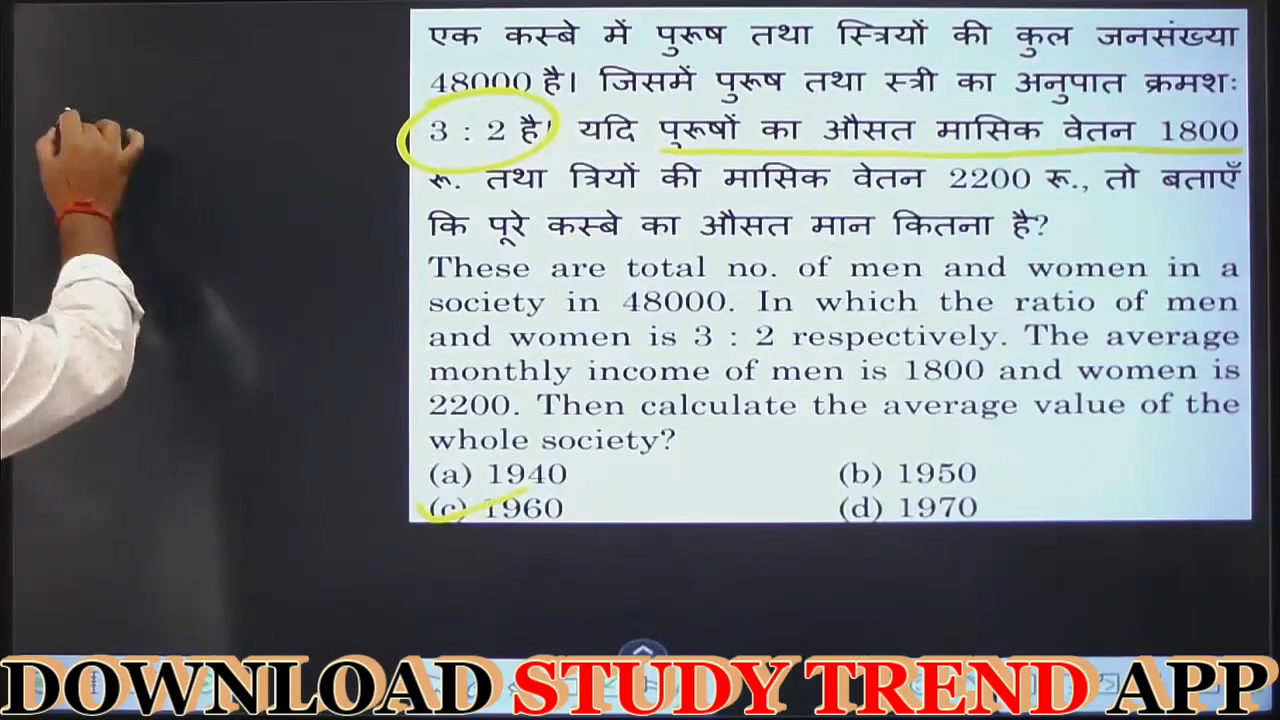 एक कस्बे में पुरूष तथा स्त्रियों की कुल जनसंख्या
48000 है। जिसमें पुरूष तथा स्त्री का अनुपात क्रमशः
3 : 2 है। यदि पुरूषों का औसत मासिक वेतन 1800
रू. तथा त्रियों की मासिक वेतन 2200 रू., तो बताएँ
कि पूरे कस्बे का औसत मान कितना है?
These are total no. of men and women in a
society in 48000. In which the ratio of men
and women is 3 : 2 respectively. The average
monthly income of men is 1800 and women is
2200. Then calculate the average value of the
whole society?
(a) 1940 (b) 1950
(c) 1960 (d) 1970
DOWNLOAD STUDY TREND APP